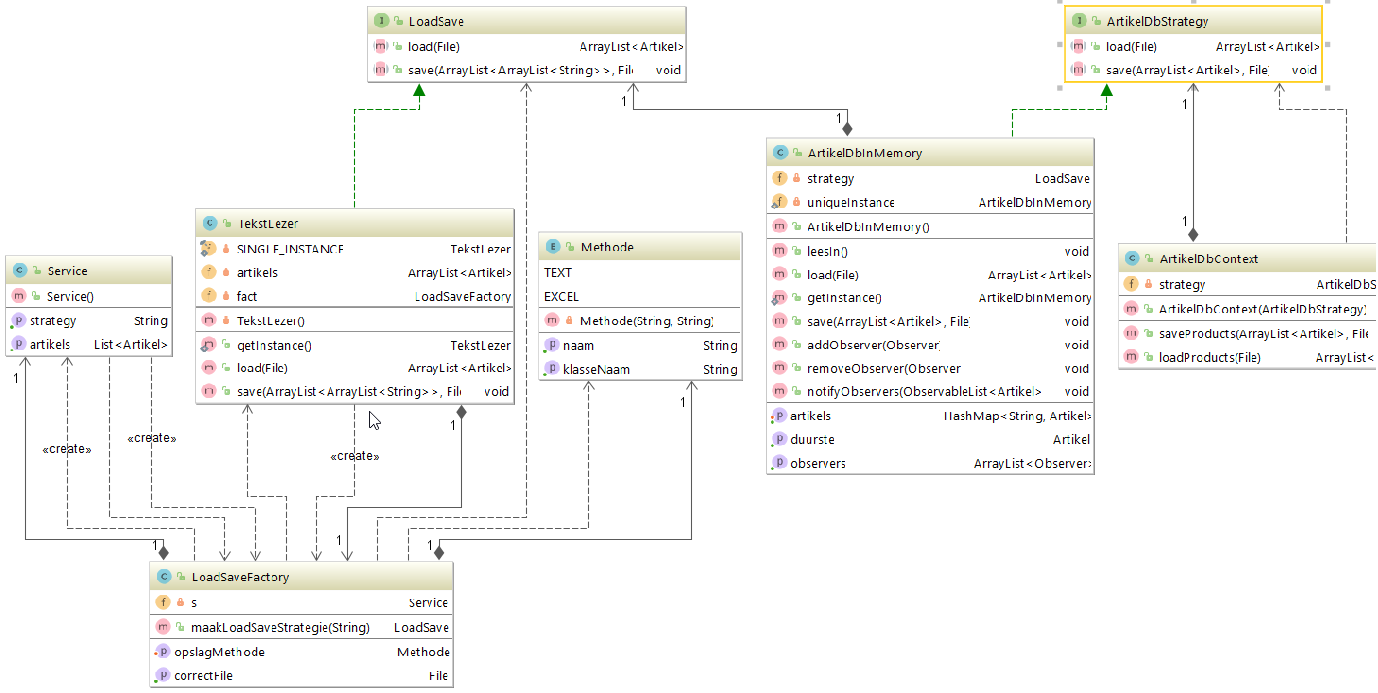 LoadSave
load(File) ArrayList<Artikel>
save(ArrayList<ArrayList<String>>, File void
ArtikelDbStrategy
load(File) ArrayList<Artikel>
save(ArrayList<Artikel>, File) void
1
1
1
1
ArtikelDbInMemory
strategy LoadSave
uniqueInstance ArtikelDbInMemory
ArtikelDbInMemory()
leesIn() void
load(File) ArrayList<Artikel>
getInstance() ArtikelDbInMemory
save(ArrayList<Artikel>, File) void
addObserver(Observer) void
removeObserver(Observer void
notifyObservers(ObservableList<Artikel> void
artikels HashMap<String, Artikel>
duurste Artikel
observers ArrayList<Observer>
ArtikelDbContext
strategy ArtikelDbS
ArtikelDbContext(ArtikelDbStrategy)
saveProducts(ArrayList<Artikel>, File
loadProducts(File) ArrayList<
TekstLezer
SINGLE_INSTANCE TekstLezer
artikels ArrayList<Artikel>
fact LoadSaveFactory
TekstLezer()
getInstance() TekstLezer
load(File) ArrayList<Artikel>
save(ArrayList<ArrayList<String>>, File void
Methode
TEXT
EXCEL
Methode(String, String)
naam String
klasseNaam String
Service
Service()
strategy String
artikels List<Artikel>
1
1
1
«create»
«create»
«create»
1
1
1
LoadSaveFactory
s Service
maakLoadSaveStrategie(String) LoadSave
opslagMethode Methode
correctFile File